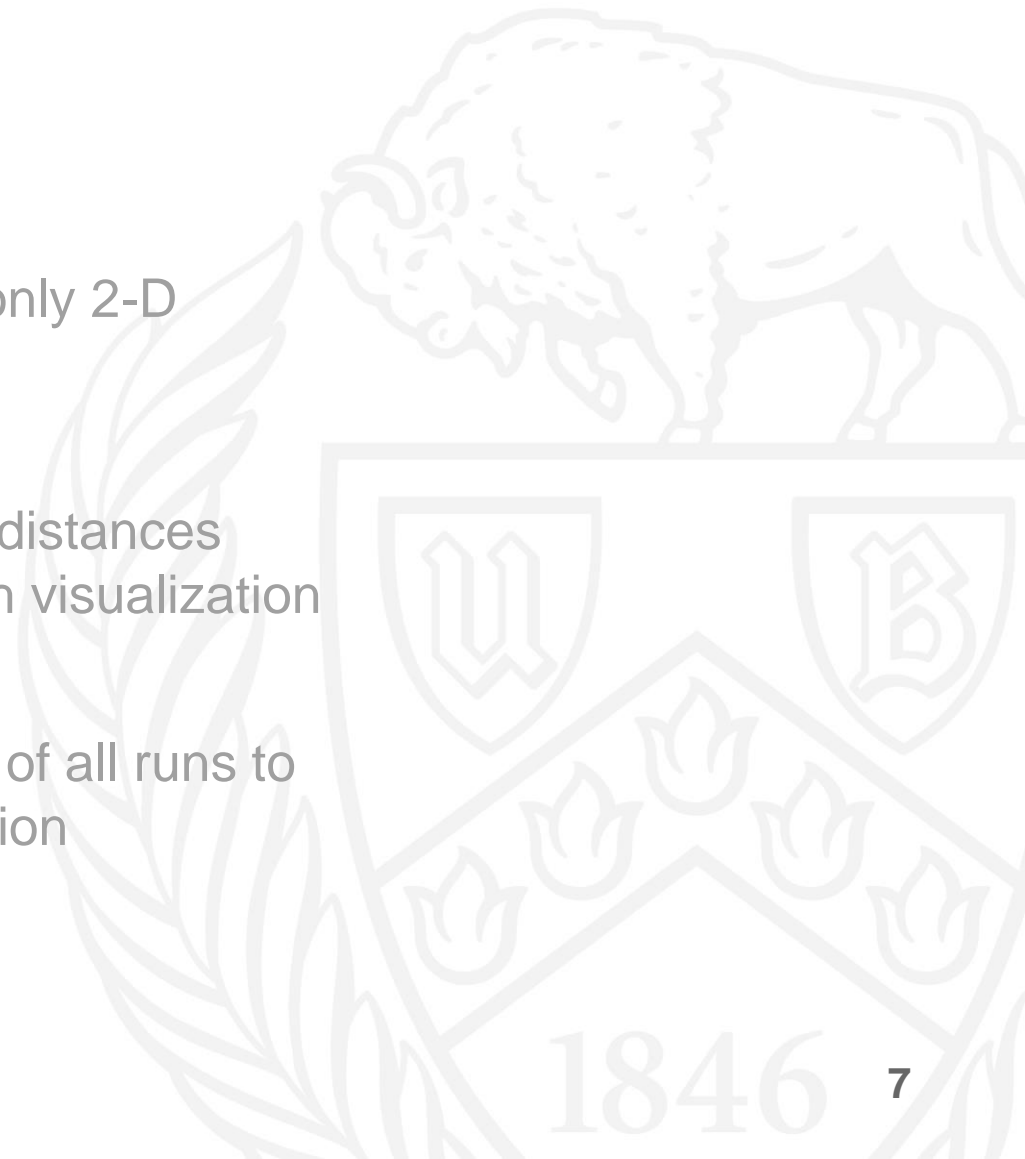 only 2-D
distances
n visualization
of all runs to
ion
U B
1846
7